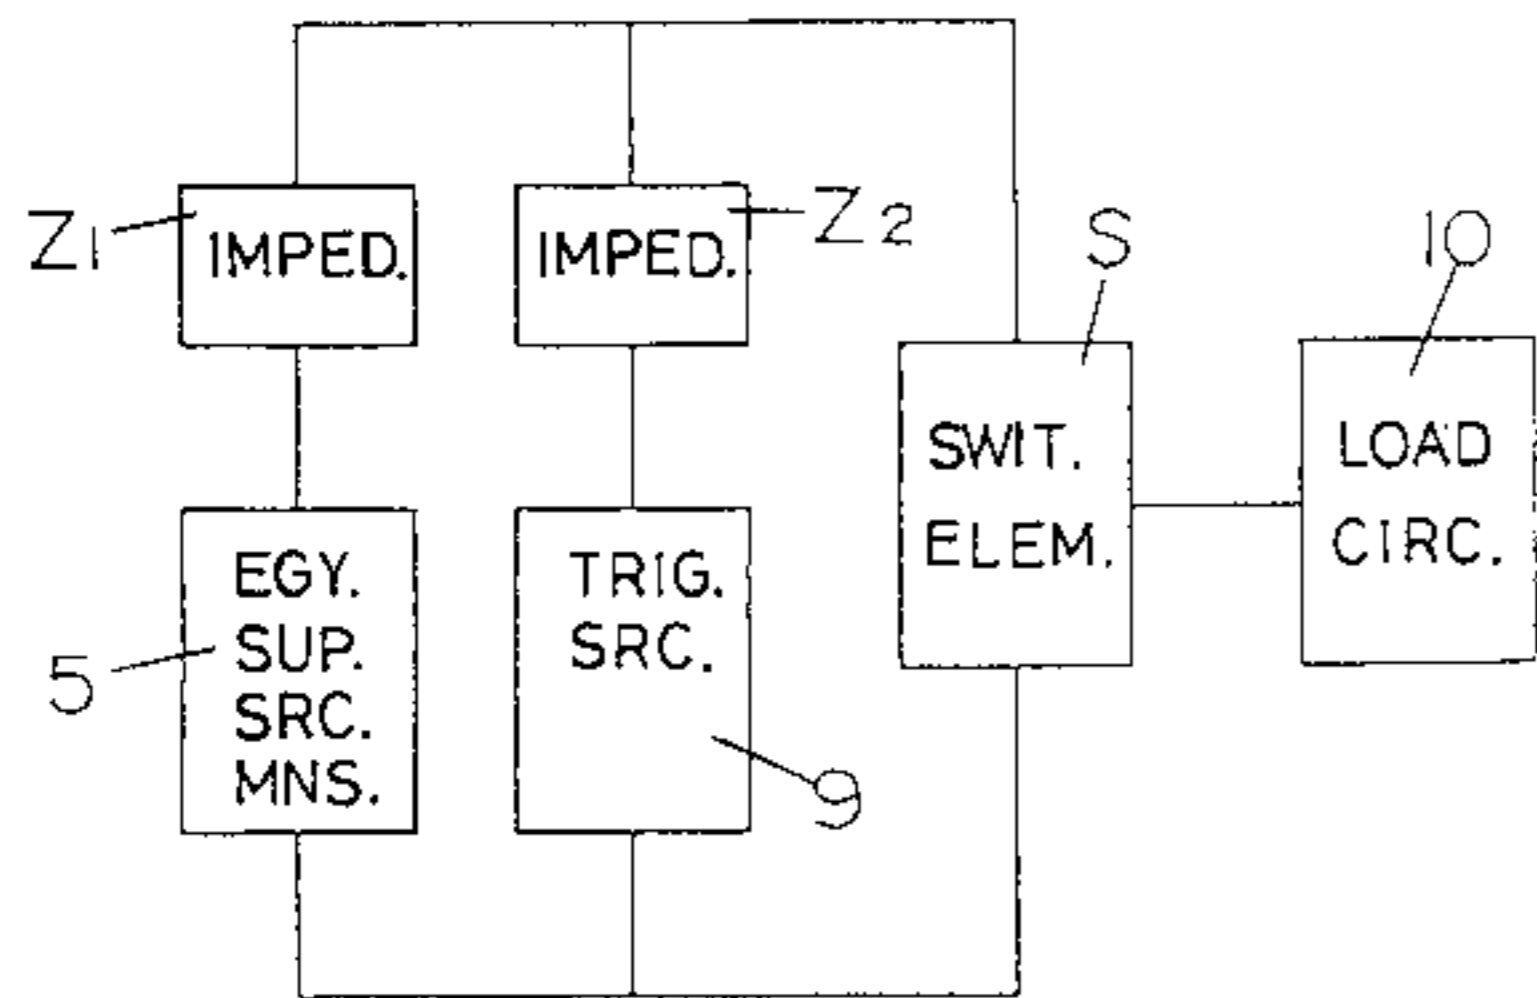 Z1
IMPED.
IMPED.
Z2
S
10
SWIT.
ELEM.
LOAD
CIRC.
5
EGY.
SUP.
SRC.
MNS.
TRIG.
SRC.
9